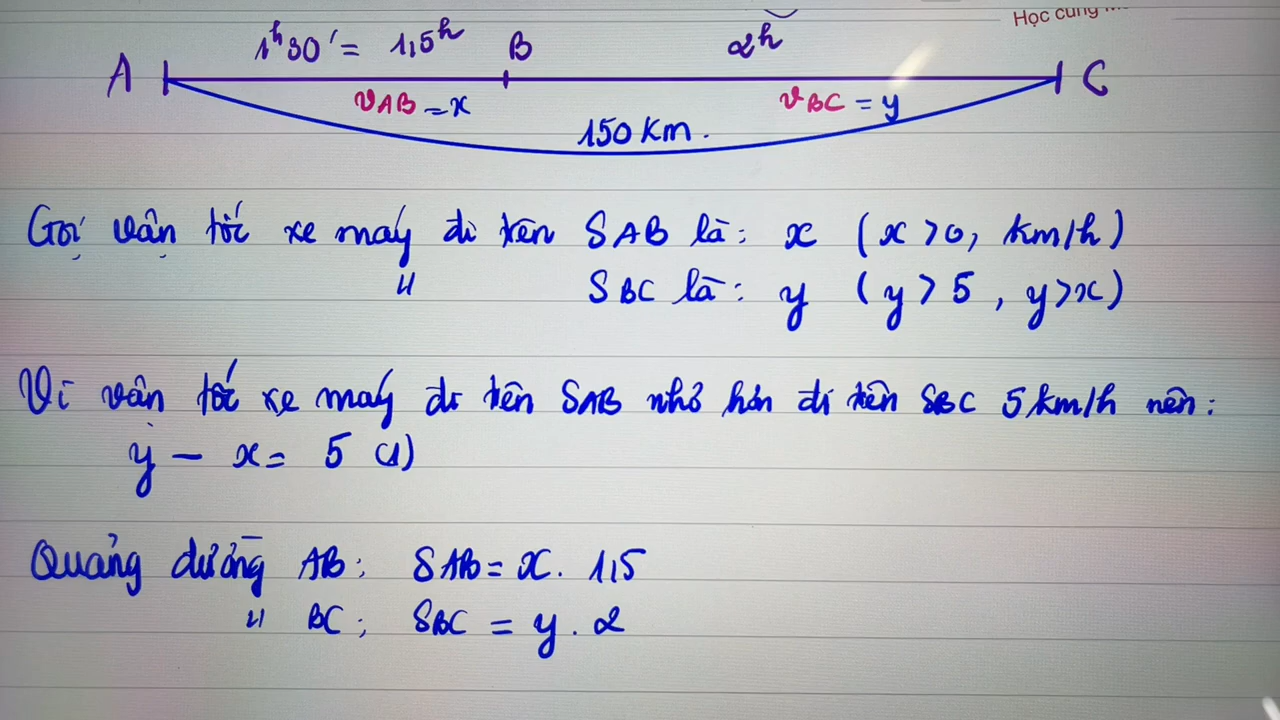 Học cùng
1h30' = 1,5h B 2h
A C
vAB = x vBC = y
150 Km.
Gọi vận tốc xe máy đi trên SAB là: x (x > 0, km/h)
〃 SBC là: y (y > 5, y > x)
Vì vận tốc xe máy đi trên SAB nhỏ hơn đi trên SBC 5 km/h nên:
y - x = 5 (1)
Quảng đường AB: SAB = x. 1,5
〃 BC: SBC = y. 2